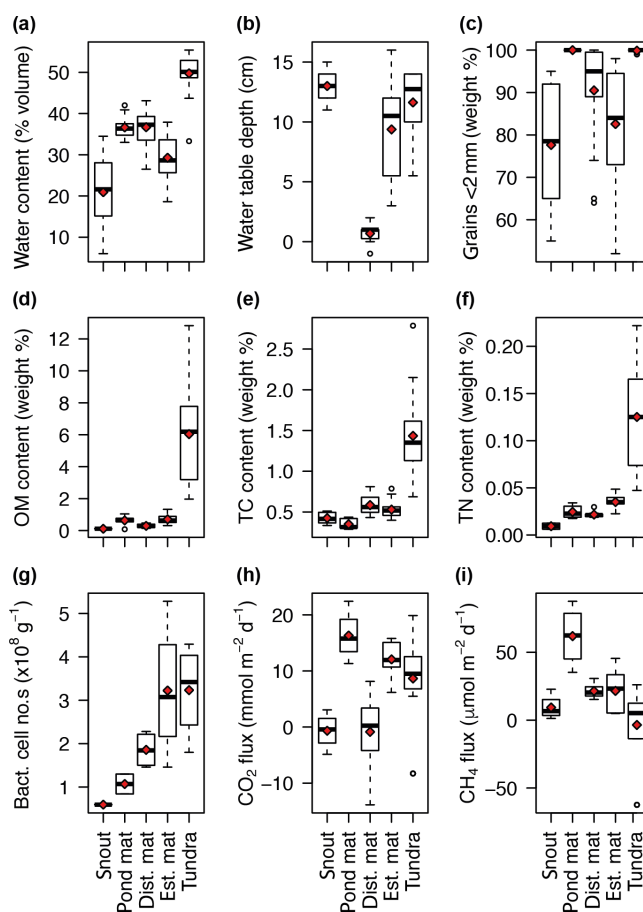 (a)
Water content (% volume)
50
40
30
20
10
(b)
Water table depth (cm)
15
10
5
0
(c)
Grains <2 mm (weight %)
100
90
80
70
60
(d)
OM content (weight %)
12
10
8
6
4
2
0
(e)
TC content (weight %)
2.5
2.0
1.5
1.0
0.5
(f)
TN content (weight %)
0.20
0.15
0.10
0.05
0.00
(g)
Bact. cell no.s (x10⁸ g⁻¹)
5
4
3
2
1
Snout
Pond mat
Dist. mat
Est. mat
Tundra
(h)
CO₂ flux (mmol m⁻² d⁻¹)
20
10
0
−10
Snout
Pond mat
Dist. mat
Est. mat
Tundra
(i)
CH₄ flux (μmol m⁻² d⁻¹)
50
0
−50
Snout
Pond mat
Dist. mat
Est. mat
Tundra